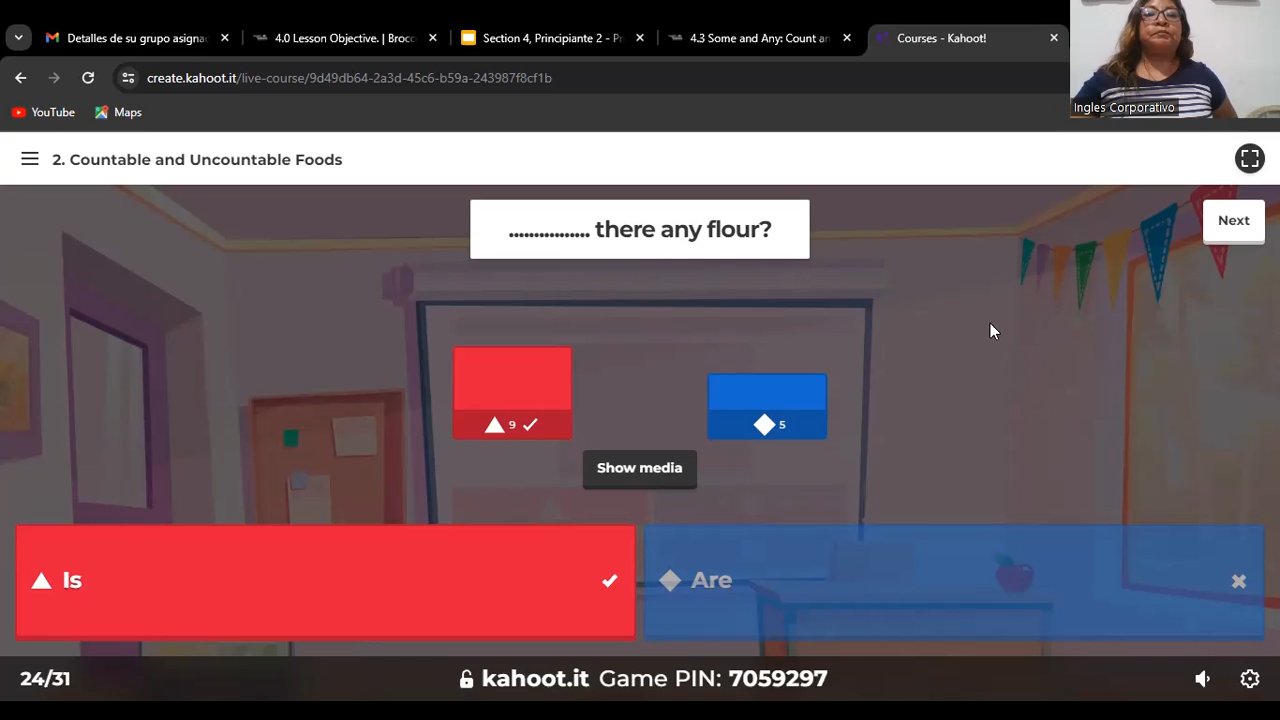 Detalles de su grupo asigna
4.0 Lesson Objective. | Broc
Section 4, Principiante 2 - Pr
4.3 Some and Any: Count an
Courses - Kahoot!
create.kahoot.it/live-course/9d49db64-2a3d-45c6-b59a-243987f8cf1b
YouTube
Maps
Ingles Corporativo
2. Countable and Uncountable Foods
................ there any flour?
Next
9
5
Show media
Is
Are
24/31
kahoot.it Game PIN: 7059297